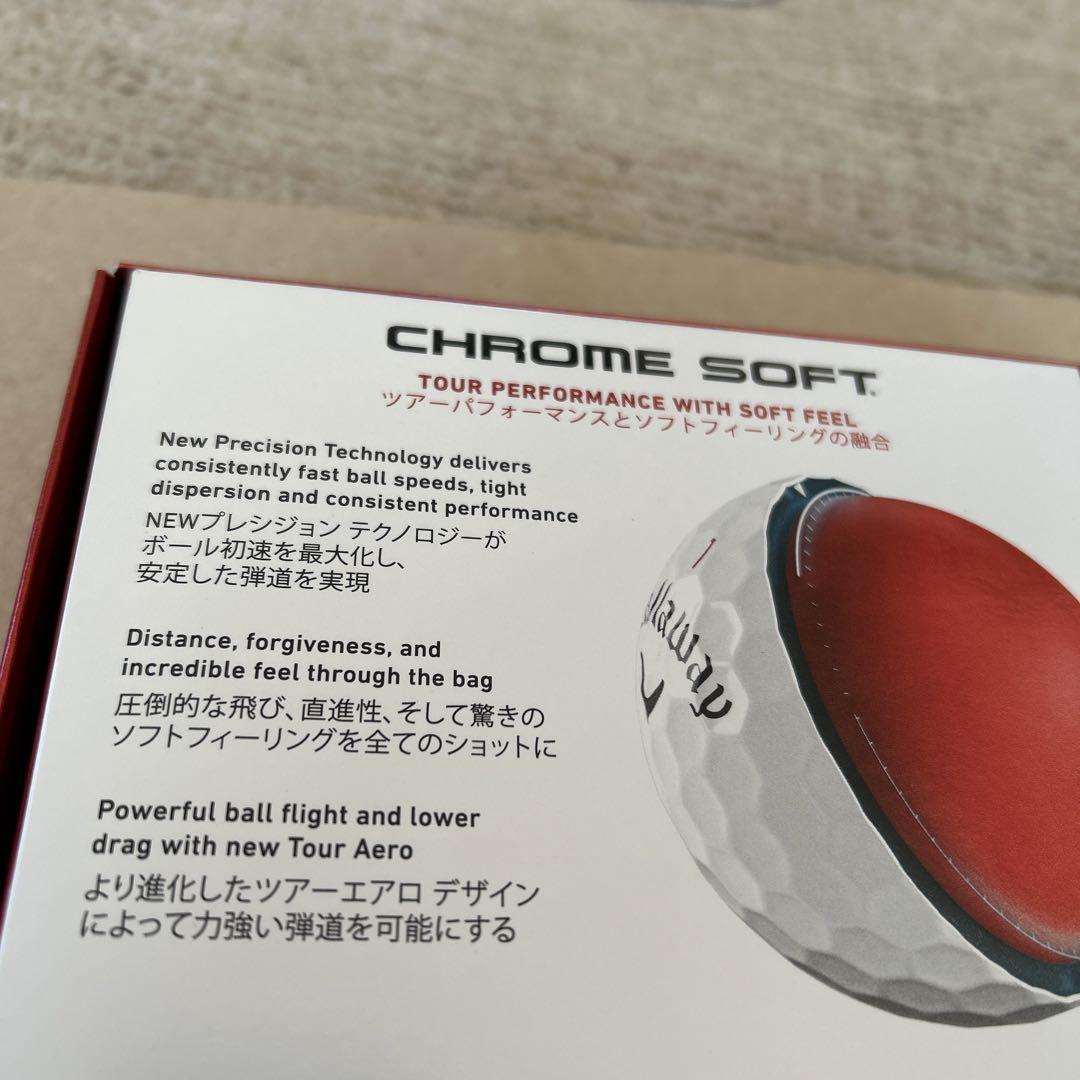 CHROME SOFT
TOUR PERFORMANCE WITH SOFT FEEL
ツアーパフォーマンスとソフトフィーリングの融合
New Precision Technology delivers
consistently fast ball speeds, tight
dispersion and consistent performance
NEWプレシジョン テクノロジーが
ボール初速を最大化し、
安定した弾道を実現
Distance, forgiveness, and
incredible feel through the bag
圧倒的な飛び、直進性、そして驚きの
ソフトフィーリングを全てのショットに
Powerful ball flight and lower
drag with new Tour Aero
より進化したツアーエアロ デザイン
によって力強い弾道を可能にする
1
llaway